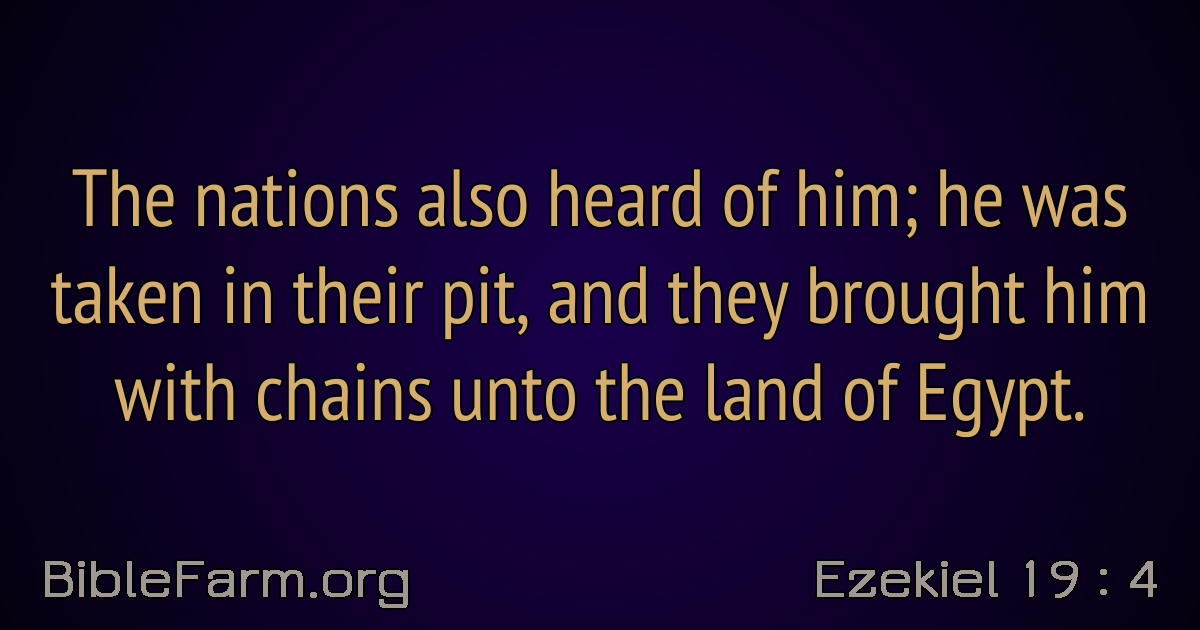 The nations also heard of him; he was
taken in their pit, and they brought him
with chains unto the land of Egypt.
BibleFarm.org
Ezekiel 19 : 4